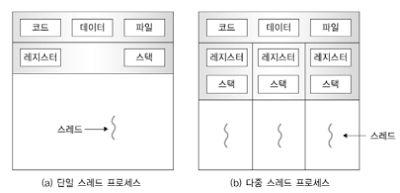 코드 데이터 파일 코드 데이터 파일
레지스터 스택 레지스터 레지스터 레지스터
스택 스택 스택
스레드 스레드
(a) 단일 스레드 프로세스 (b) 다중 스레드 프로세스